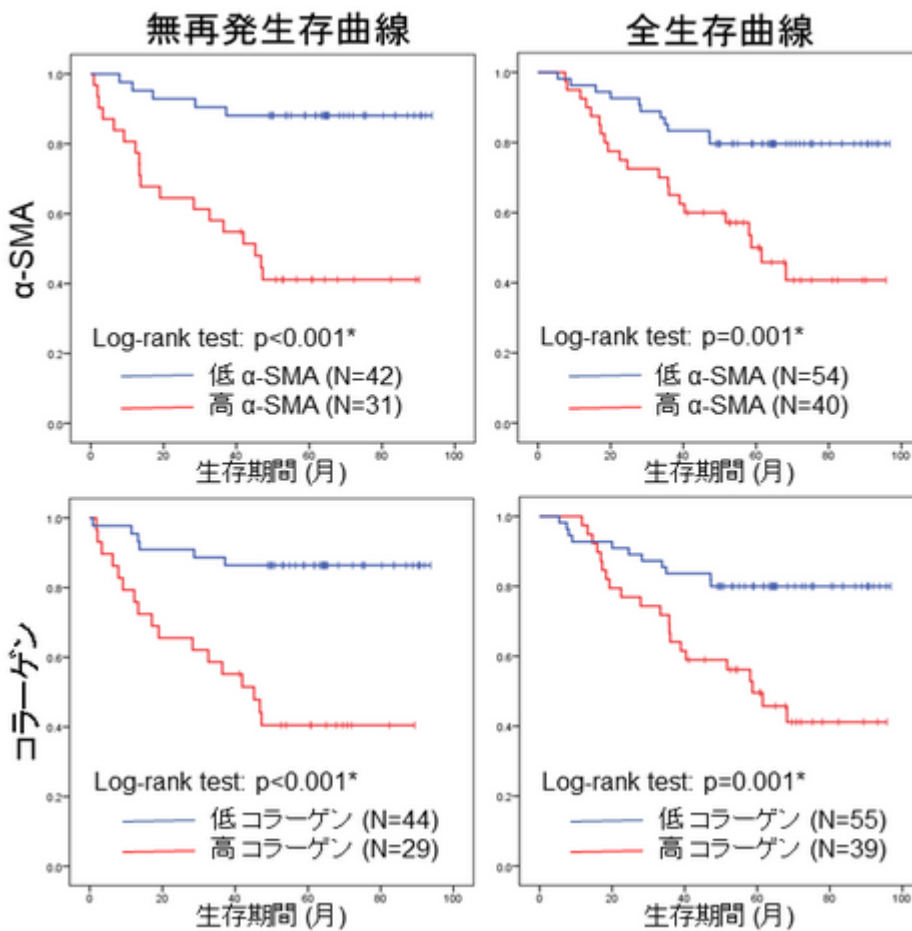 無再発生存曲線
全生存曲線
α-SMA
1.0
0.8
0.6
0.4
0.2
0.0
Log-rank test: p<0.001*
低 α-SMA (N=42)
高 α-SMA (N=31)
0 20 40 60 80 100
生存期間 (月)
1.0
0.8
0.6
0.4
0.2
0.0
Log-rank test: p=0.001*
低 α-SMA (N=54)
高 α-SMA (N=40)
0 20 40 60 80 100
生存期間 (月)
コラーゲン
1.0
0.8
0.6
0.4
0.2
0.0
Log-rank test: p<0.001*
低 コラーゲン (N=44)
高 コラーゲン (N=29)
0 20 40 60 80 100
生存期間 (月)
1.0
0.8
0.6
0.4
0.2
0.0
Log-rank test: p=0.001*
低 コラーゲン (N=55)
高 コラーゲン (N=39)
0 20 40 60 80 100
生存期間 (月)